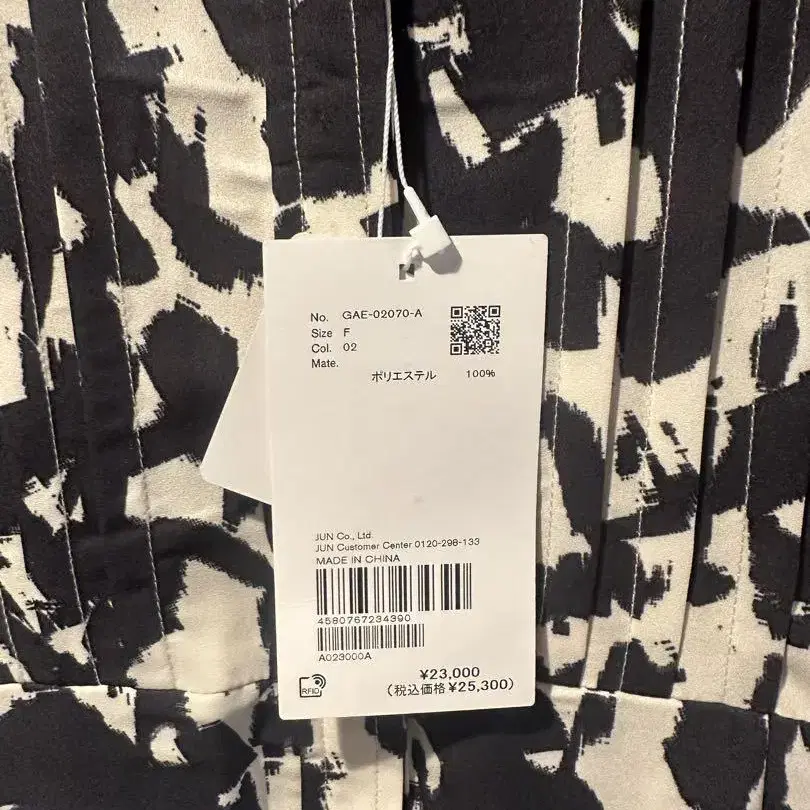 No. GAE-02070-A
Size F
Col. 02
Mate.
ポリエステル 100%
JUN Co., Ltd.
JUN Customer Center 0120-298-133
MADE IN CHINA
4580767234390
A023000A
RFID
¥23,000
(税込価格 ¥25,300)